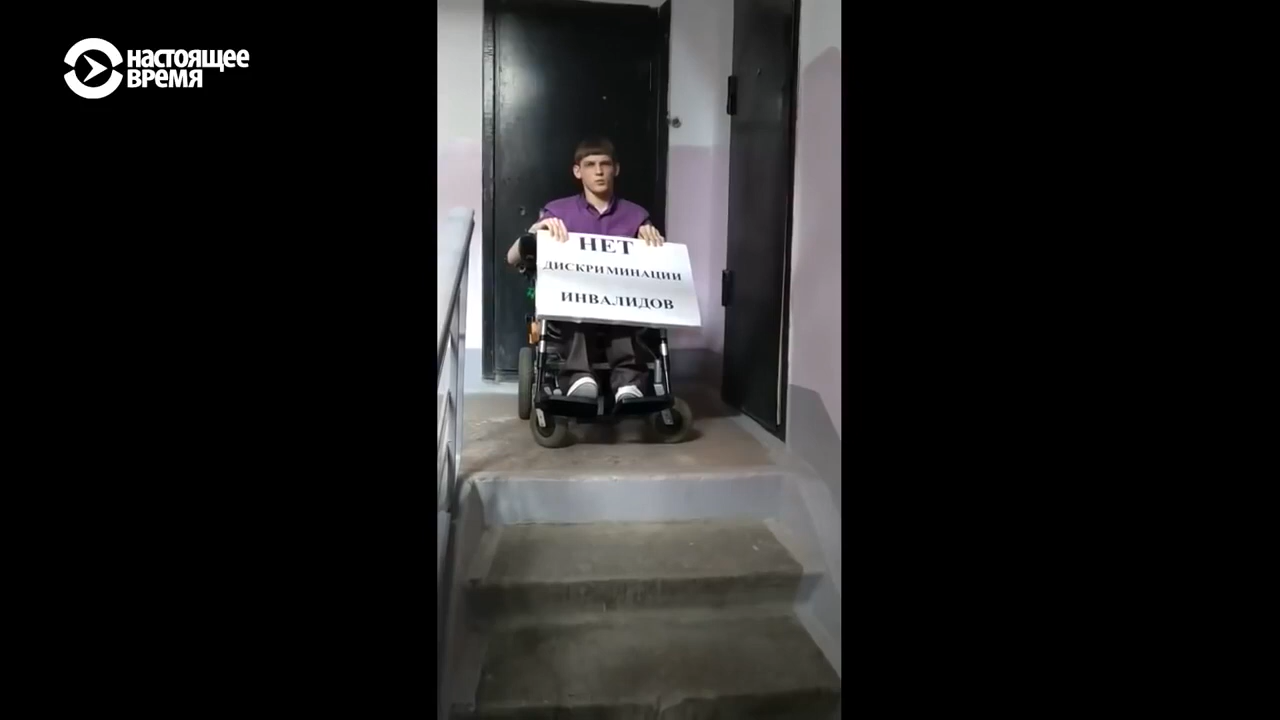 НАСТОЯЩЕЕ
ВРЕМЯ
НЕТ
ДИСКРИМИНАЦИИ
ИНВАЛИДОВ